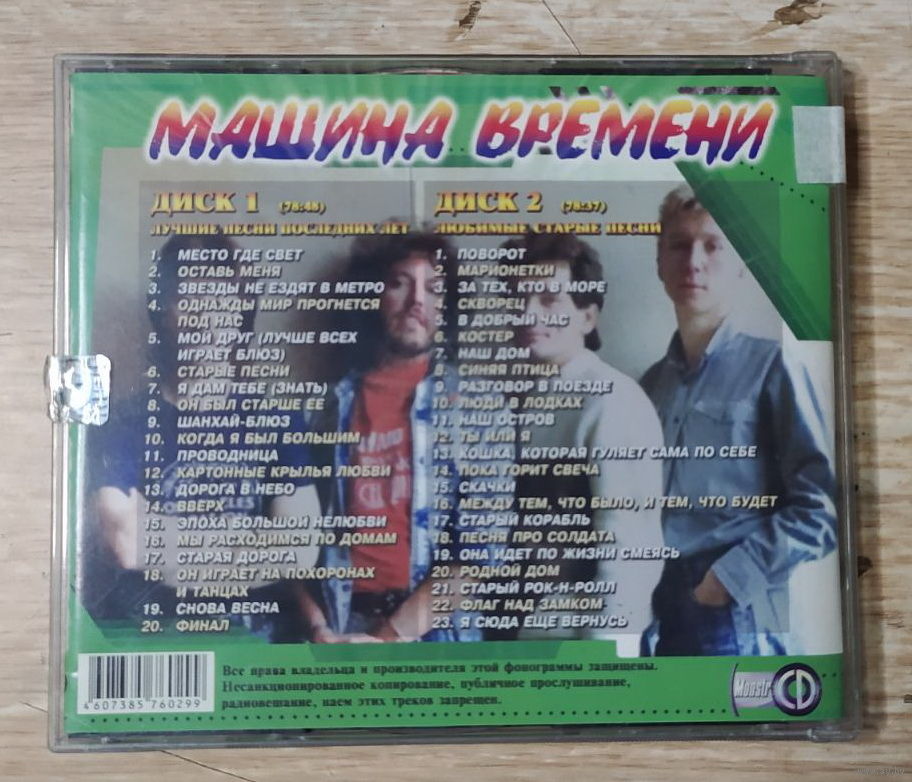 МАШИНА ВРЕМЕНИ
ДИСК 1 (78:48)
ЛУЧШИЕ ПЕСНИ ПОСЛЕДНИХ ЛЕТ
1. МЕСТО ГДЕ СВЕТ
2. ОСТАВЬ МЕНЯ
3. ЗВЕЗДЫ НЕ ЕЗДЯТ В МЕТРО
4. ОДНАЖДЫ МИР ПРОГНЕТСЯ
ПОД НАС
5. МОЙ ДРУГ (ЛУЧШЕ ВСЕХ
ИГРАЕТ БЛЮЗ)
6. СТАРЫЕ ПЕСНИ
7. Я ДАМ ТЕБЕ (ЗНАТЬ)
8. ОН БЫЛ СТАРШЕ ЕЕ
9. ШАНХАЙ-БЛЮЗ
10. КОГДА Я БЫЛ БОЛЬШИМ
11. ПРОВОДНИЦА
12. КАРТОННЫЕ КРЫЛЬЯ ЛЮБВИ
13. ДОРОГА В НЕБО
14. ВВЕРХ
15. ЭПОХА БОЛЬШОЙ НЕЛЮБВИ
16. МЫ РАСХОДИМСЯ ПО ДОМАМ
17. СТАРАЯ ДОРОГА
18. ОН ИГРАЕТ НА ПОХОРОНАХ
И ТАНЦАХ
19. СНОВА ВЕСНА
20. ФИНАЛ
ДИСК 2 (78:37)
ЛЮБИМЫЕ СТАРЫЕ ПЕСНИ
1. ПОВОРОТ
2. МАРИОНЕТКИ
3. ЗА ТЕХ, КТО В МОРЕ
4. СКВОРЕЦ
5. В ДОБРЫЙ ЧАС
6. КОСТЕР
7. НАШ ДОМ
8. СИНЯЯ ПТИЦА
9. РАЗГОВОР В ПОЕЗДЕ
10. ЛЮДИ В ЛОДКАХ
11. НАШ ОСТРОВ
12. ТЫ ИЛИ Я
13. КОШКА, КОТОРАЯ ГУЛЯЕТ САМА ПО СЕБЕ
14. ПОКА ГОРИТ СВЕЧА
15. СКАЧКИ
16. МЕЖДУ ТЕМ, ЧТО БЫЛО, И ТЕМ, ЧТО БУДЕТ
17. СТАРЫЙ КОРАБЛЬ
18. ПЕСНЯ ПРО СОЛДАТА
19. ОНА ИДЕТ ПО ЖИЗНИ СМЕЯСЬ
20. РОДНОЙ ДОМ
21. СТАРЫЙ РОК-Н-РОЛЛ
22. ФЛАГ НАД ЗАМКОМ
23. Я СЮДА ЕЩЕ ВЕРНУСЬ
4607385 760299
Все права владельца и производителя этой фонограммы защищены.
Несанкционированное копирование, публичное прослушивание,
радиовещание, наем этих треков запрещен.
CD